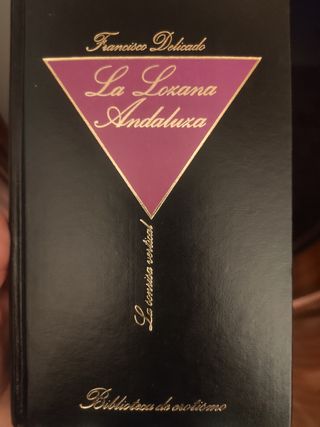 Francisco Delicado
La Lozana
Andaluza
La sonrisa vertical
Biblioteca de erotismo